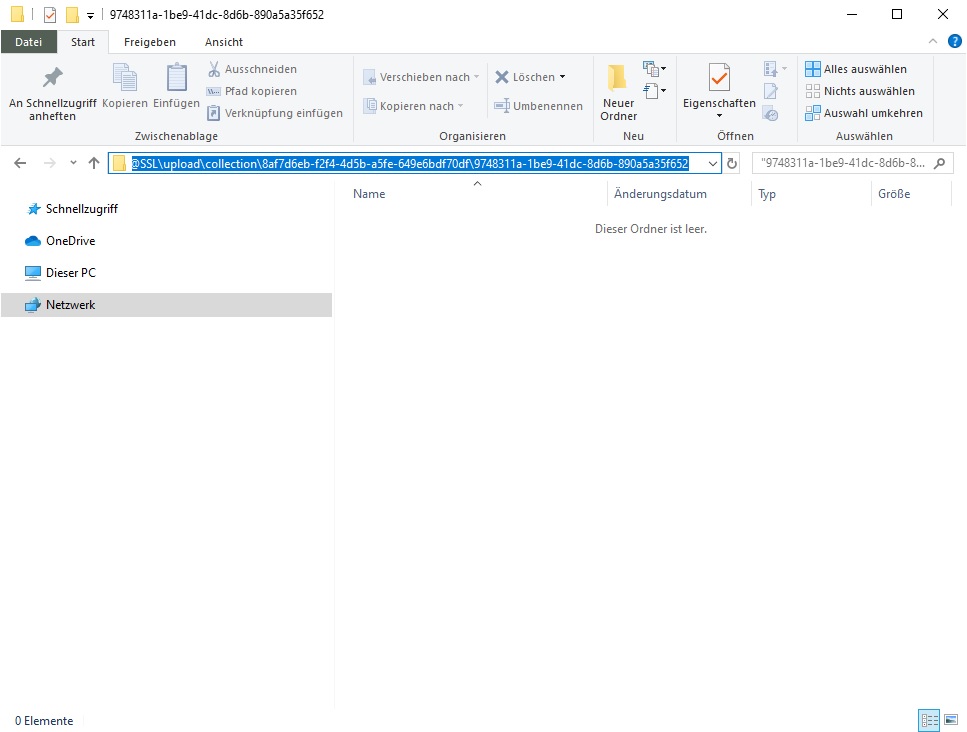 9748311a-1be9-41dc-8d6b-890a5a35f652
Datei Start Freigeben Ansicht
An Schnellzugriff anheften
Kopieren
Einfügen
Ausschneiden
Pfad kopieren
Verknüpfung einfügen
Zwischenablage
Verschieben nach
Kopieren nach
Löschen
Umbenennen
Organisieren
Neuer
Ordner
Neu
Eigenschaften
Öffnen
Alles auswählen
Nichts auswählen
Auswahl umkehren
Auswählen
@SSL\upload\collection\8af7d6eb-f2f4-4d5b-a5fe-649e6bdf70df\9748311a-1be9-41dc-8d6b-890a5a35f652
"9748311a-1be9-41dc-8d6b-8...
Schnellzugriff
OneDrive
Dieser PC
Netzwerk
Name Änderungsdatum Typ Größe
Dieser Ordner ist leer.
0 Elemente